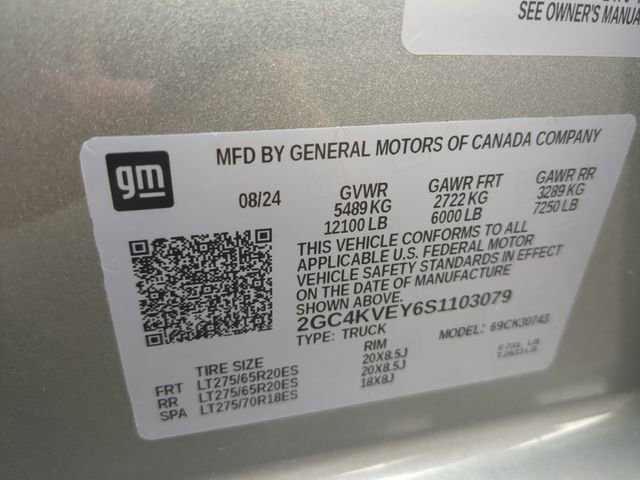 SEE OWNER'S MANUA
gm
MFD BY GENERAL MOTORS OF CANADA COMPANY
08/24
GVWR GAWR FRT GAWR RR
5489 KG 2722 KG 3289 KG
12100 LB 6000 LB 7250 LB
THIS VEHICLE CONFORMS TO ALL
APPLICABLE U.S. FEDERAL MOTOR
VEHICLE SAFETY STANDARDS IN EFFECT
ON THE DATE OF MANUFACTURE
SHOWN ABOVE.
2GC4KVEY6S1103079
TYPE: TRUCK MODEL: 69CK30743
TIRE SIZE RIM
FRT LT275/65R20ES 20X8.5J
RR LT275/65R20ES 20X8.5J
SPA LT275/70R18ES 18X8J